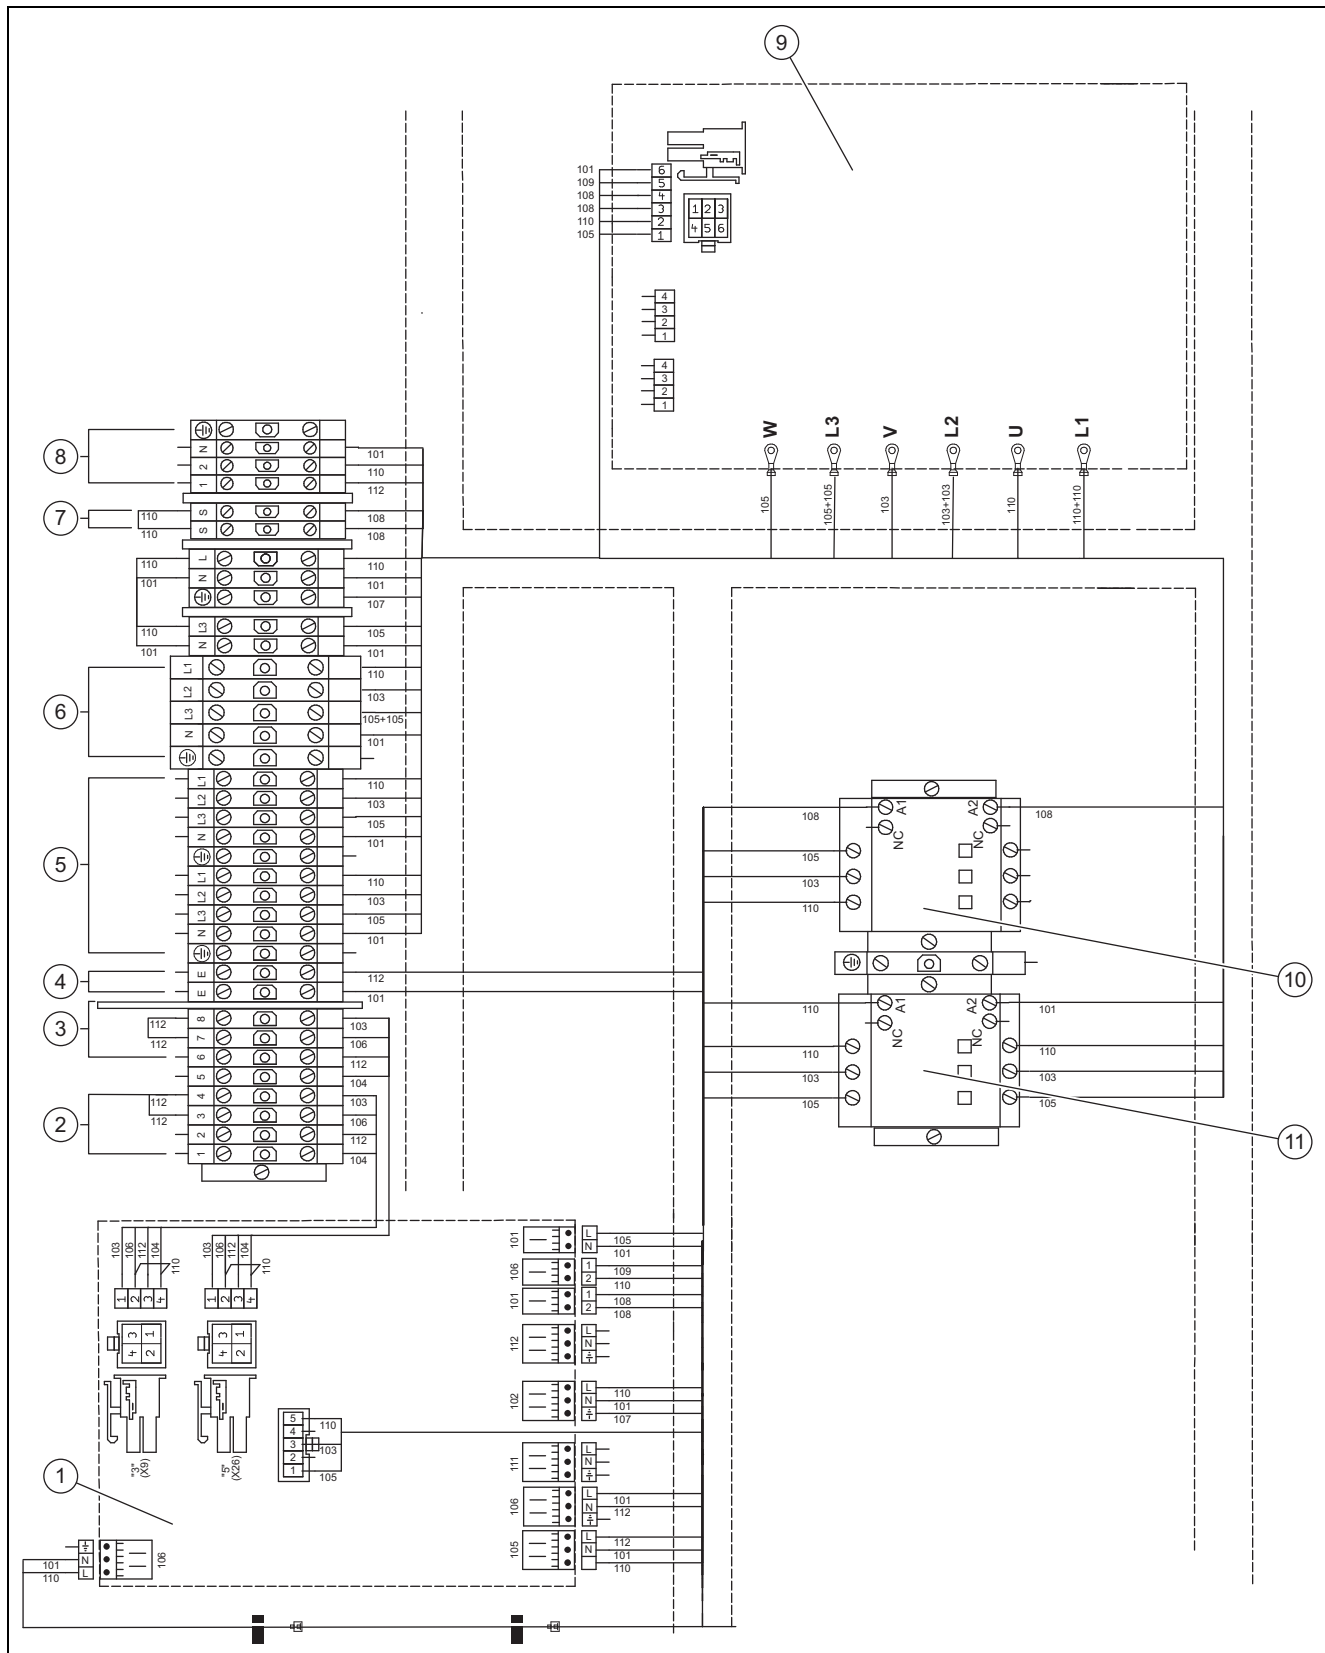 9
101 6
109 5
108 4
108 3
110 2
105 1
1 2 3
4 5 6
4
3
2
1
4
3
2
1
W L3 V L2 U L1
105 105+105 103 103+103 110 110+110
8
N 101
2 110
1 112
7
110 S 108
110 S 108
110 L 110
101 N 101
107
110 L3 105
101 N 101
6
L1 110
L2 103
L3 105+105
N 101
5
L1 110
L2 103
L3 105
N 101
L1 110
L2 103
L3 105
N 101
4
E 112
E 101
3
112 8 103
112 7 106
6 112
5 104
2
112 4 103
112 3 106
2 112
1 104
108 A1 A2 108
NC NC
105
103
110
10
110 A1 A2 101
NC NC
110 110
103 103
105 105
11
103 106 112 104 110
1 2 3 4
3 1
4 2
"3"
(X9)
103 106 112 104 110
1 2 3 4
3 1
4 2
"5"
(X26)
1
5 110
4
3 103
2
1 105
101 L 105
N 101
106 1 109
2 110
101 1 108
2 108
112 L
N
102 L 110
N 101
107
111 L
N
106 L 101
N 112
105 L 112
N 101
110
101 N
110 L
106